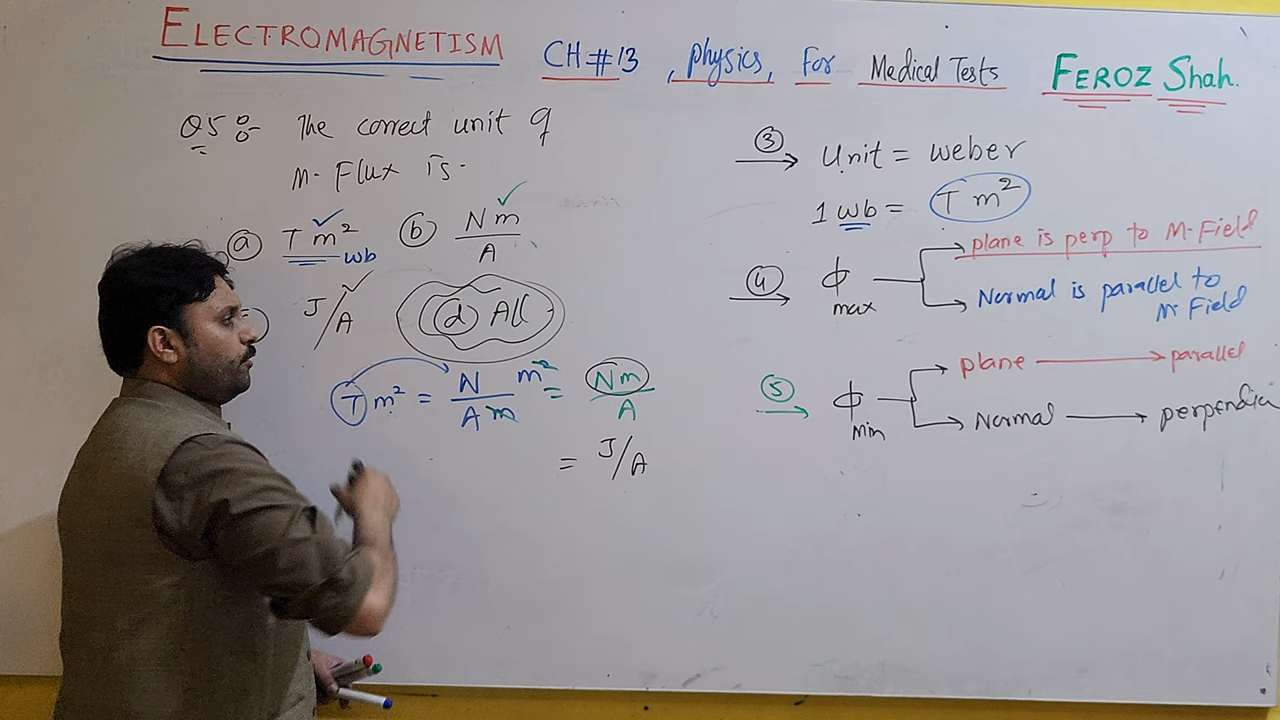 ELECTROMAGNETISM CH#13, physics, For Medical Tests FEROZ Shah.
Q5 :- The correct unit of
M. Flux is.
(a) T m² wb (b) N m / A
J/A (d) All
T m² = N / A m m² = N m / A
= J/A
(3) Unit = weber
1 wb = T m²
(4) ϕ max plane is perp to M. Field
Normal is parallel to
M. Field
(5) ϕ Min plane parallel
Normal perpendicu